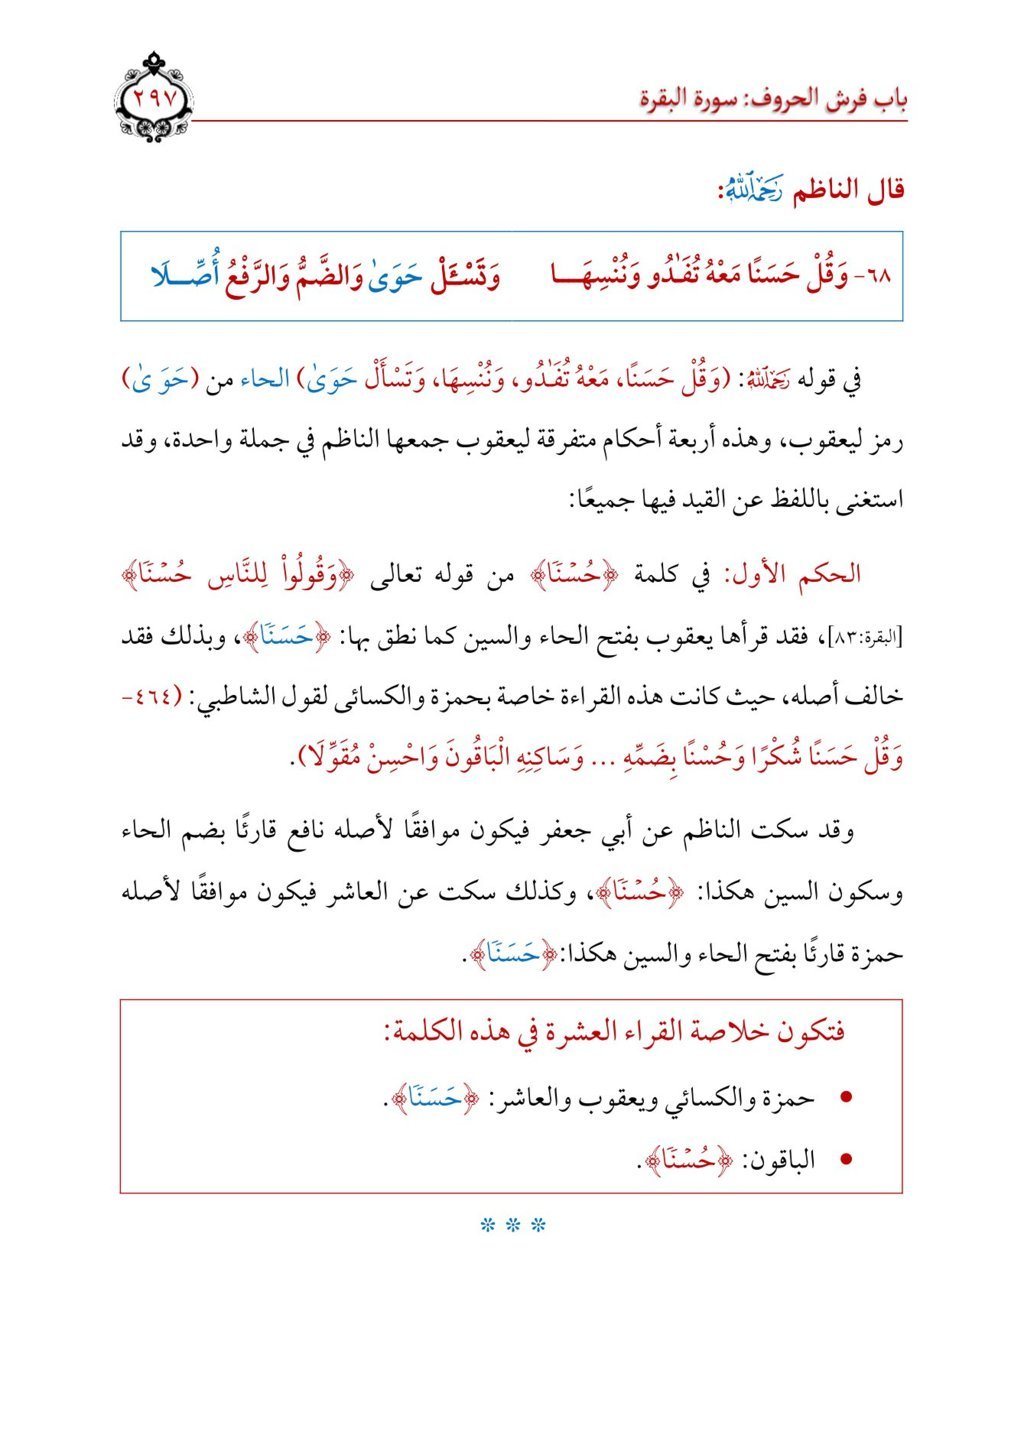 باب فرش الحروف: سورة البقرة
٢٩٧
قال الناظم رَحِمَهُ ٱللَّهُ:
٦٨- وَقُلْ حَسَنًا مَعْهُ تُفَـٰدُو وَنُنْسِهَـــا وَتَسْـَٔلْ حَوَىٰ وَالضَّمُّ وَالرَّفْعُ أُصِّــلَا
في قوله رَحِمَهُ ٱللَّهُ: (وَقُلْ حَسَنًا، مَعْهُ تُفَـٰدُو، وَنُنْسِهَا، وَتَسْأَلْ حَوَىٰ) الحاء من (حَوَ ىٰ)
رمز ليعقوب، وهذه أربعة أحكام متفرقة ليعقوب جمعها الناظم في جملة واحدة، وقد
استغنى باللفظ عن القيد فيها جميعًا:
الحكم الأول: في كلمة ﴿حُسۡنٗا﴾ من قوله تعالى ﴿وَقُولُواْ لِلنَّاسِ حُسۡنٗا﴾
[البقرة:٨٣]، فقد قرأها يعقوب بفتح الحاء والسين كما نطق بها: ﴿حَسَنٗا﴾، وبذلك فقد
خالف أصله، حيث كانت هذه القراءة خاصة بحمزة والكسائى لقول الشاطبي: (٤٦٤-
وَقُلْ حَسَنًا شُكْرًا وَحُسْنًا بِضَمِّهِ ... وَسَاكِنِهِ الْبَاقُونَ وَاحْسِنْ مُقَوِّلَا).
وقد سكت الناظم عن أبي جعفر فيكون موافقًا لأصله نافع قارئًا بضم الحاء
وسكون السين هكذا: ﴿حُسۡنٗا﴾، وكذلك سكت عن العاشر فيكون موافقًا لأصله
حمزة قارئًا بفتح الحاء والسين هكذا:﴿حَسَنٗا﴾.
فتكون خلاصة القراء العشرة في هذه الكلمة:
• حمزة والكسائي ويعقوب والعاشر: ﴿حَسَنٗا﴾.
• الباقون: ﴿حُسۡنٗا﴾.
* * *